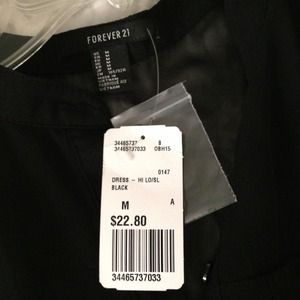 FOREVER 21
M
34465737 8
34465737033 OBH15
0147
DRESS - HI LO/SL
BLACK
M A
$22.80
34465737033